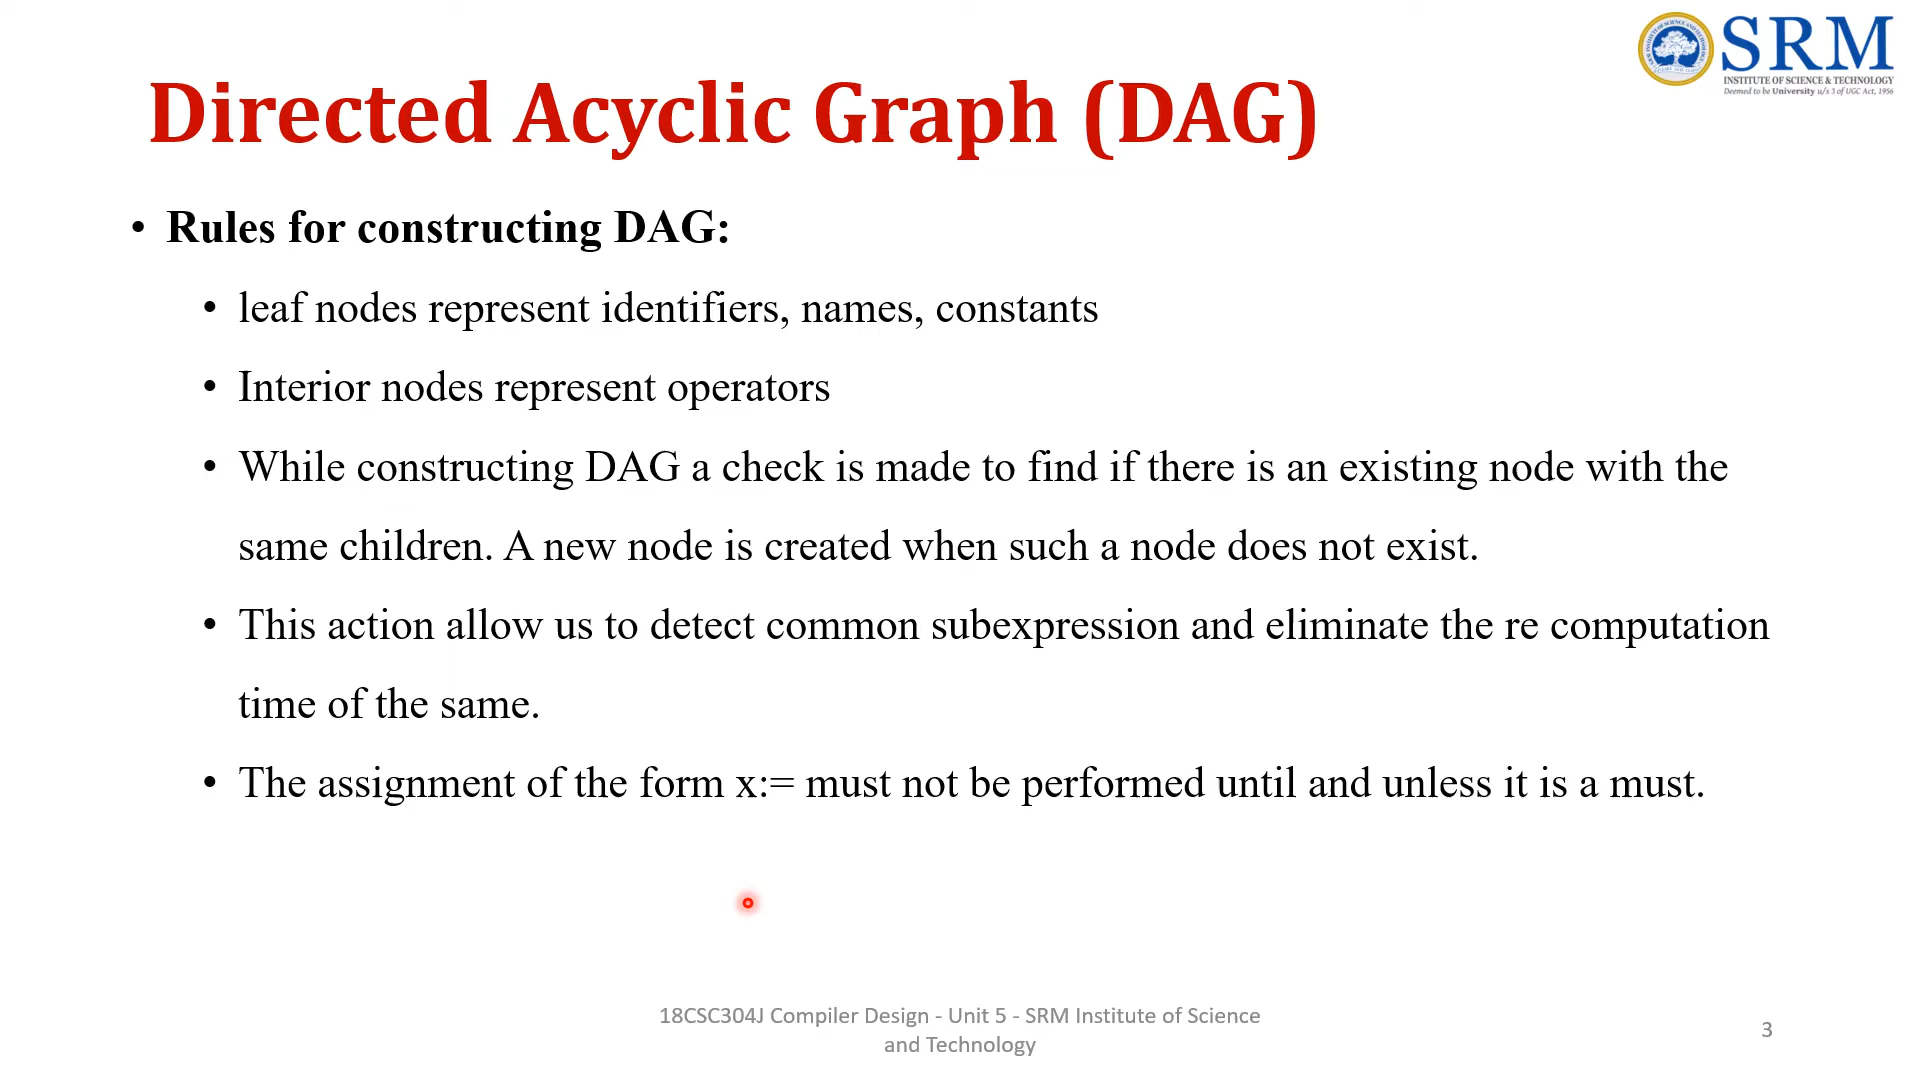 SRM
INSTITUTE OF SCIENCE & TECHNOLOGY
Deemed to be University u/s 3 of UGC Act, 1956
Directed Acyclic Graph (DAG)
• Rules for constructing DAG:
• leaf nodes represent identifiers, names, constants
• Interior nodes represent operators
• While constructing DAG a check is made to find if there is an existing node with the
same children. A new node is created when such a node does not exist.
• This action allow us to detect common subexpression and eliminate the re computation
time of the same.
• The assignment of the form x:= must not be performed until and unless it is a must.
18CSC304J Compiler Design - Unit 5 - SRM Institute of Science
and Technology
3